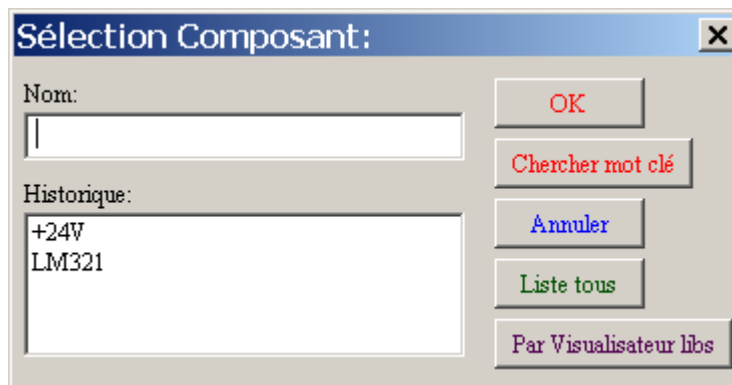 Sélection Composant:
Nom:
OK
Chercher mot clé
Historique:
+24V
LM321
Annuler
Liste tous
Par Visualisateur libs